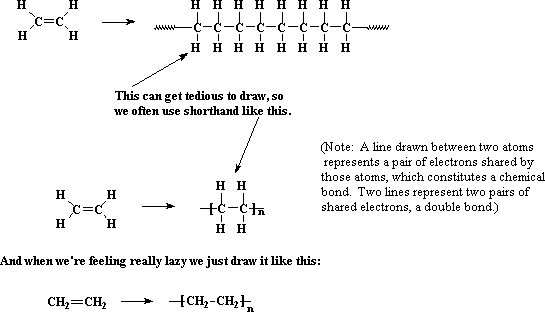 H H H H H H H H H H
C=C -C-C-C-C-C-C-C-C-
H H H H H H H H H H
This can get tedious to draw, so
we often use shorthand like this.
(Note: A line drawn between two atoms
represents a pair of electrons shared by
those atoms, which constitutes a chemical
bond. Two lines represent two pairs of
shared electrons, a double bond.)
H H H H
C=C -[C-C]-n
H H H H
And when we're feeling really lazy we just draw it like this:
CH₂=CH₂ -[CH₂-CH₂]-n